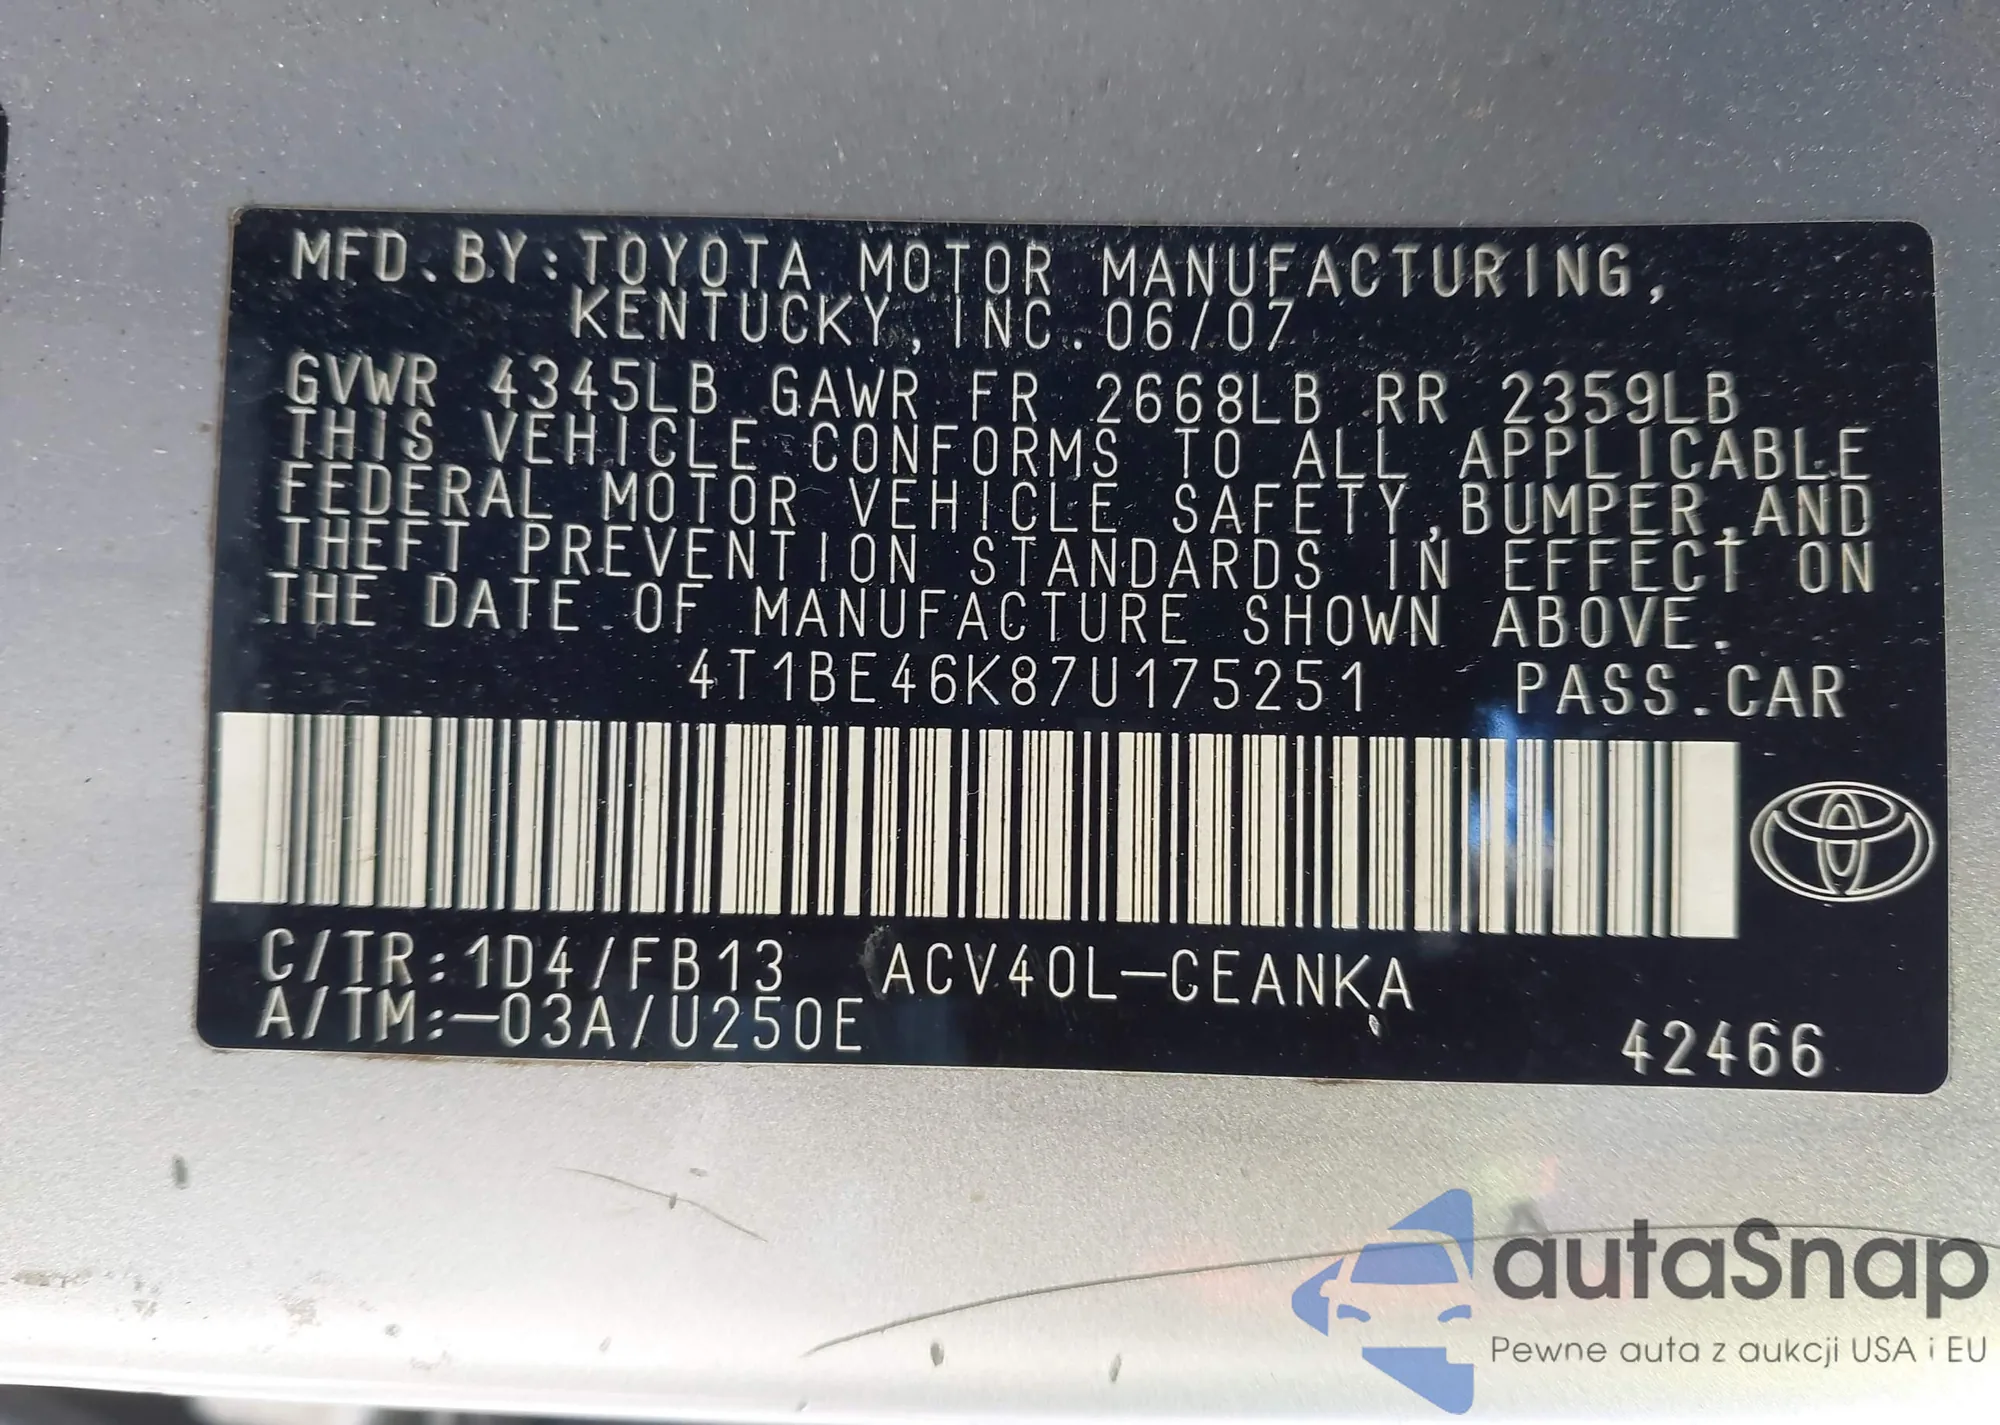 MFD.BY:TOYOTA MOTOR MANUFACTURING,
KENTUCKY, INC.06/07
GVWR 4345LB GAWR FR 2668LB RR 2359LB
THIS VEHICLE CONFORMS TO ALL APPLICABLE
FEDERAL MOTOR VEHICLE SAFETY,BUMPER,AND
THEFT PREVENTION STANDARDS IN EFFECT ON
THE DATE OF MANUFACTURE SHOWN ABOVE.
4T1BE46K87U175251 PASS.CAR
C/TR:1D4/FB13 ACV40L-CEANKA
A/TM:-03A/U250E
42466
autaSnap
Pewne auta z aukcji USA i EU